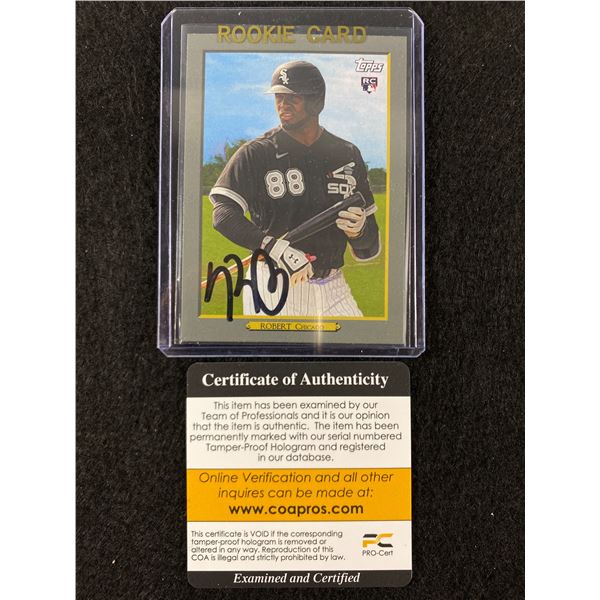 ROOKIE CARD
Topps
RC
SOX
88
SOX
ROBERT CHICAGO
Certificate of Authenticity
This item has been examined by our
Team of Professionals and it is our opinion
that the item is authentic. The item has been
permanently marked with our serial numbered
Tamper-Proof Hologram and registered
in our database.
Online Verification and all other
inquires can be made at:
www.coapros.com
This certificate is VOID if the corresponding
tamper-proof hologram is removed or
altered in any way. Reproduction of this
COA is illegal and strictly prohibited by law.
PC
PRO-Cert
Examined and Certified